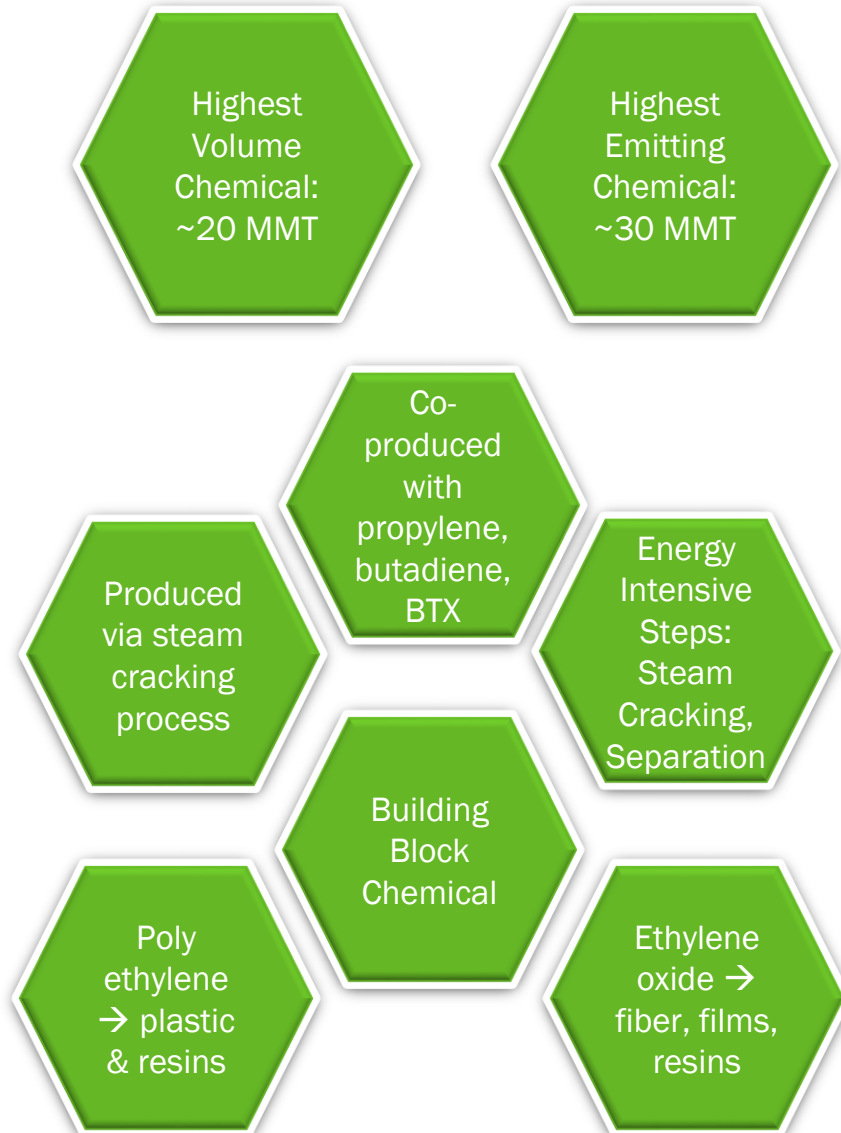 Highest
Volume
Chemical:
~20 MMT
Highest
Emitting
Chemical:
~30 MMT
Co-
produced
with
propylene,
butadiene,
BTX
Produced
via steam
cracking
process
Energy
Intensive
Steps:
Steam
Cracking,
Separation
Building
Block
Chemical
Poly
ethylene
→ plastic
& resins
Ethylene
oxide →
fiber, films,
resins